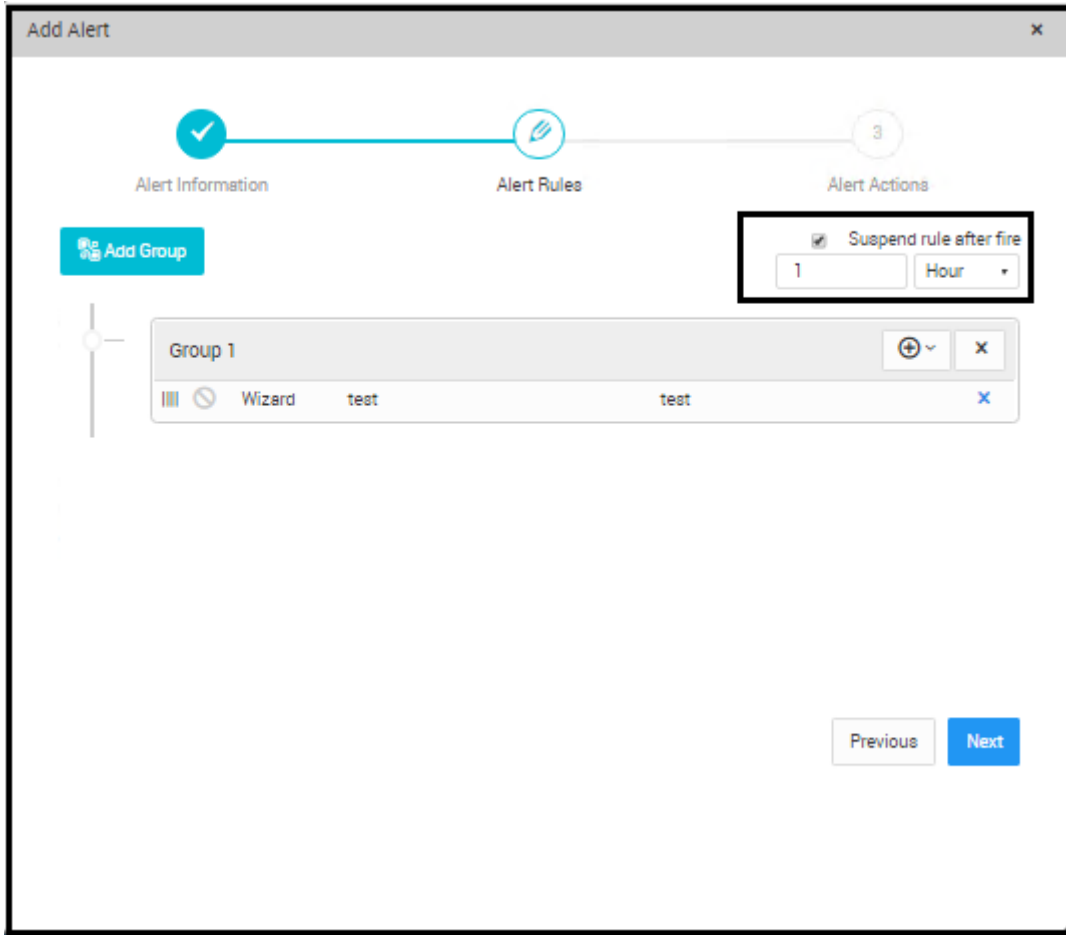 Add Alert
3
Alert Information
Alert Rules
Alert Actions
Add Group
Suspend rule after fire
1
Hour
Group 1
Wizard test test
Previous
Next